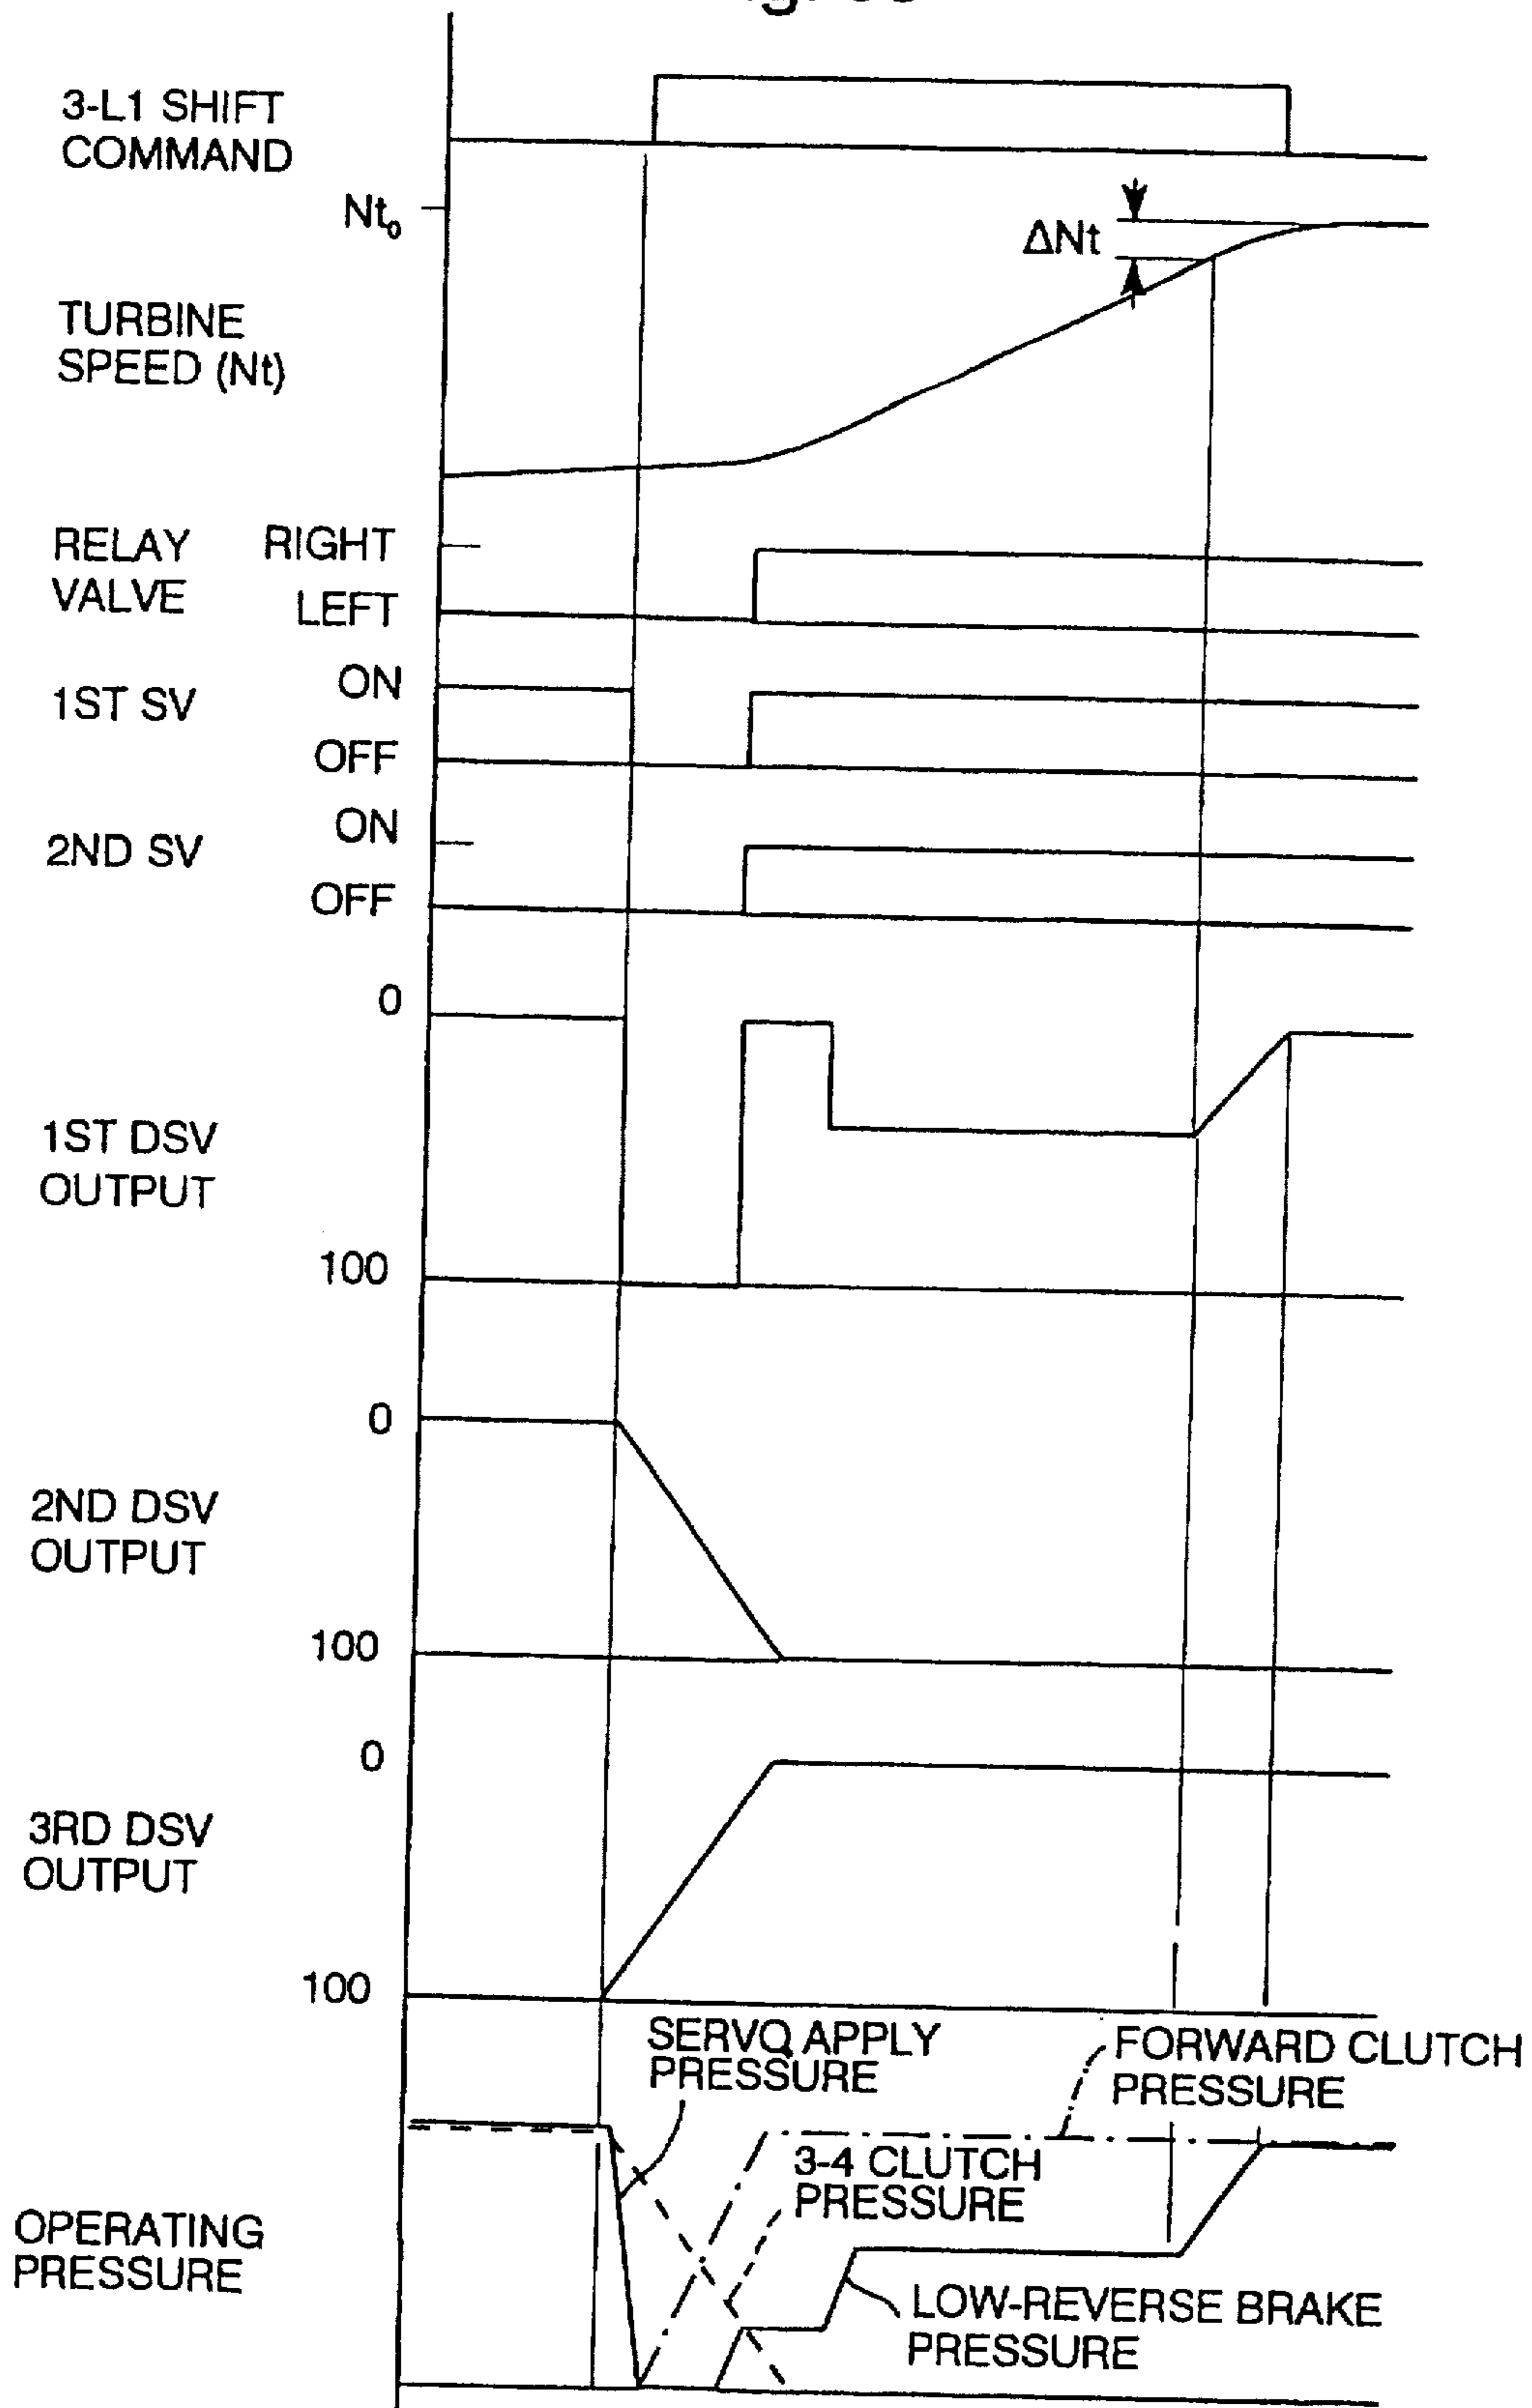 3-L1 SHIFT
COMMAND
Nt₀
ΔNt
TURBINE
SPEED (Nt)
RELAY
VALVE
RIGHT
LEFT
1ST SV
ON
OFF
2ND SV
ON
OFF
0
1ST DSV
OUTPUT
100
0
2ND DSV
OUTPUT
100
0
3RD DSV
OUTPUT
100
SERVO APPLY
PRESSURE
FORWARD CLUTCH
PRESSURE
3-4 CLUTCH
PRESSURE
OPERATING
PRESSURE
LOW-REVERSE BRAKE
PRESSURE